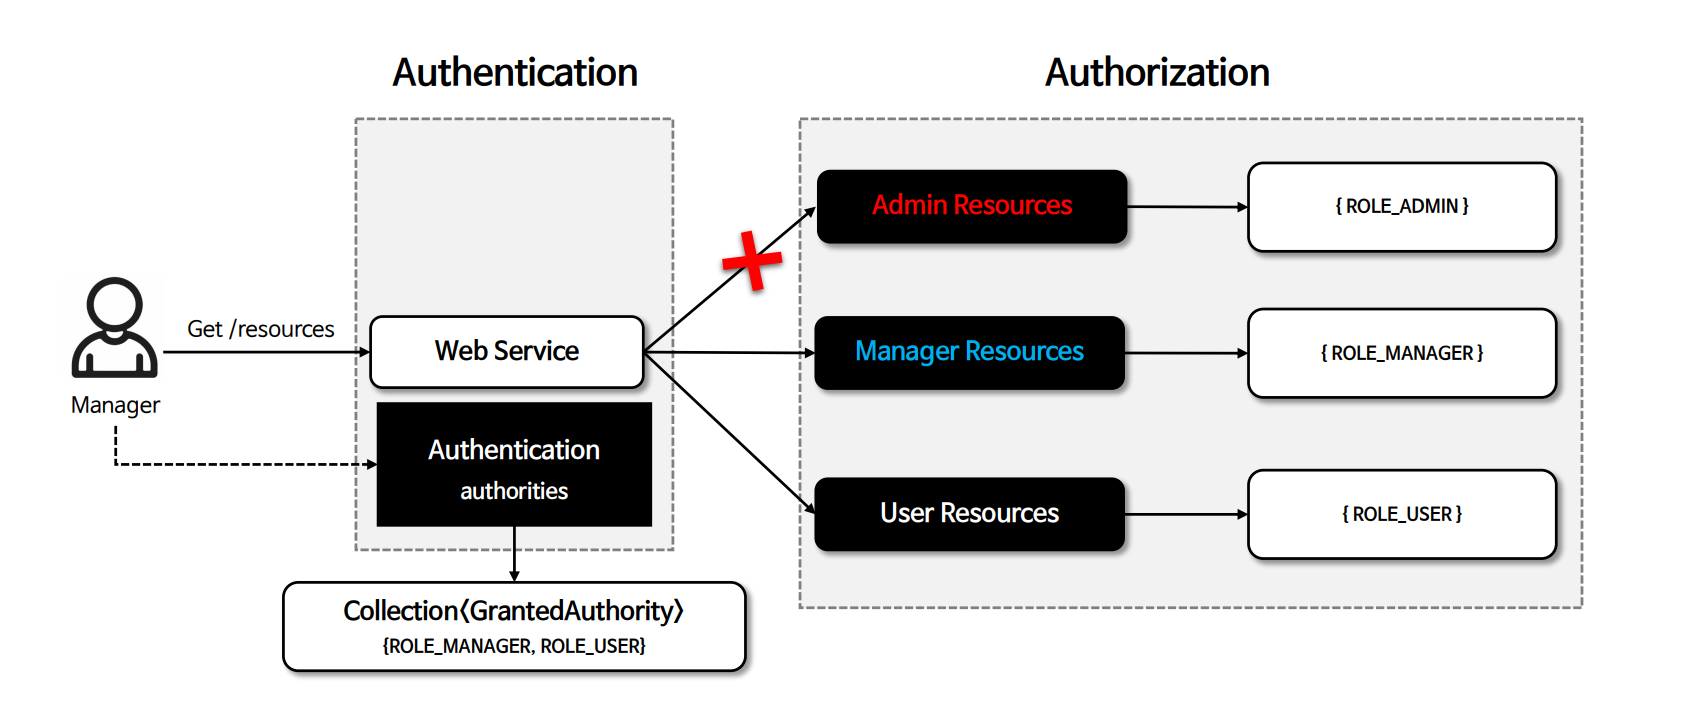 Authentication
Authorization
Admin Resources
{ ROLE_ADMIN }
Get /resources
Web Service
Manager Resources
{ ROLE_MANAGER }
Manager
Authentication
authorities
User Resources
{ ROLE_USER }
Collection〈GrantedAuthority〉
{ROLE_MANAGER, ROLE_USER}